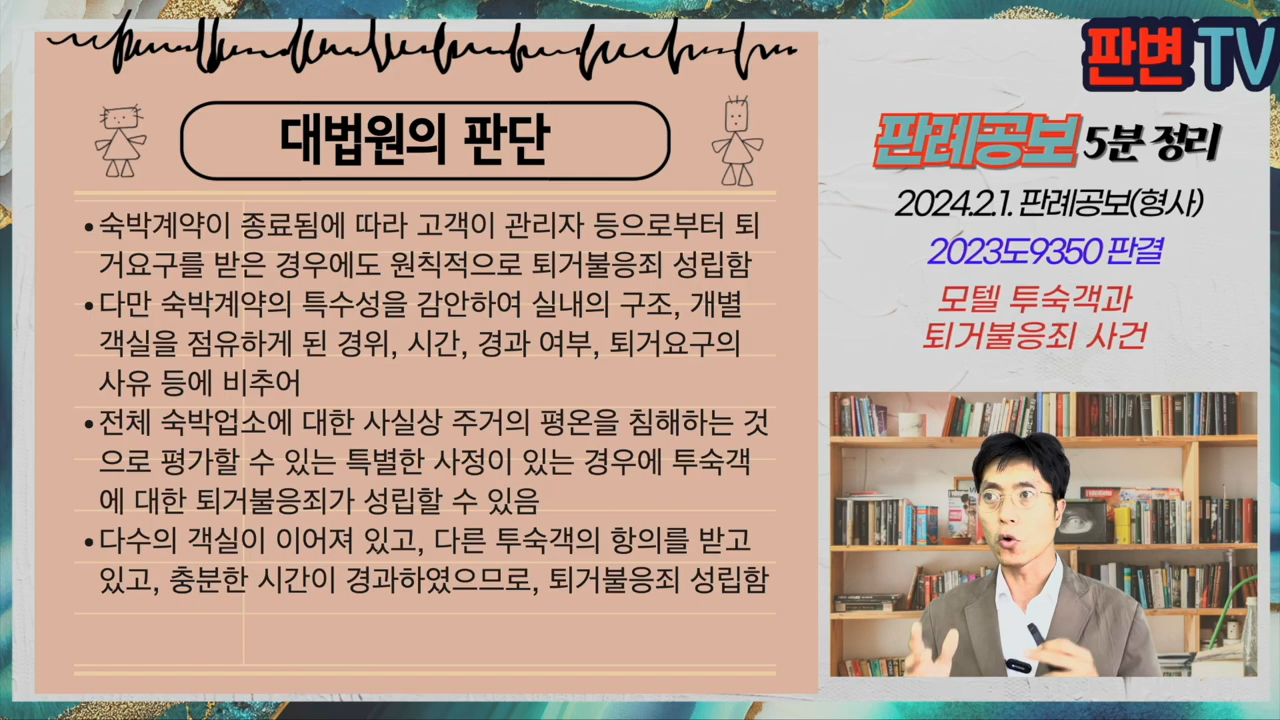 판변 TV
대법원의 판단
• 숙박계약이 종료됨에 따라 고객이 관리자 등으로부터 퇴
거요구를 받은 경우에도 원칙적으로 퇴거불응죄 성립함
• 다만 숙박계약의 특수성을 감안하여 실내의 구조, 개별
객실을 점유하게 된 경위, 시간, 경과 여부, 퇴거요구의
사유 등에 비추어
• 전체 숙박업소에 대한 사실상 주거의 평온을 침해하는 것
으로 평가할 수 있는 특별한 사정이 있는 경우에 투숙객
에 대한 퇴거불응죄가 성립할 수 있음
• 다수의 객실이 이어져 있고, 다른 투숙객의 항의를 받고
있고, 충분한 시간이 경과하였으므로, 퇴거불응죄 성립함
판례공보 5분 정리
2024.2.1. 판례공보(형사)
2023도9350 판결
모텔 투숙객과
퇴거불응죄 사건